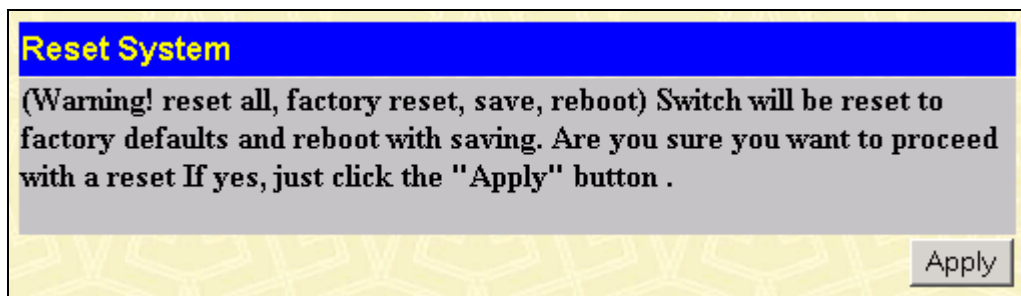 Reset System
(Warning! reset all, factory reset, save, reboot) Switch will be reset to
factory defaults and reboot with saving. Are you sure you want to proceed
with a reset If yes, just click the "Apply" button .
Apply